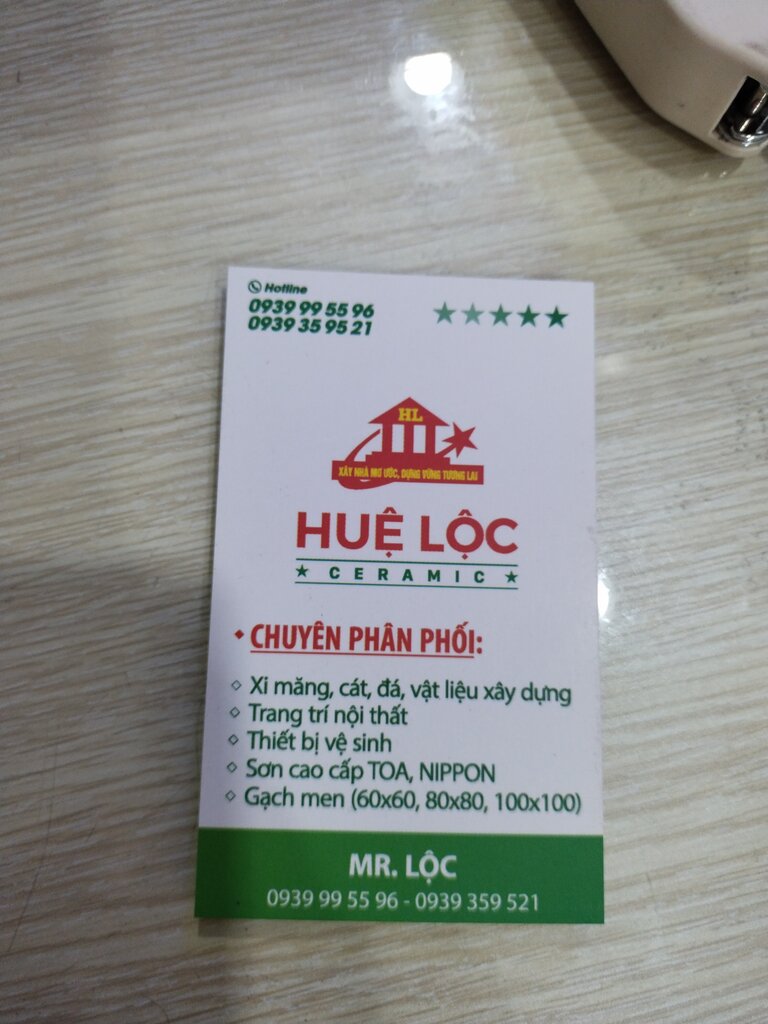 Hotline
0939 99 55 96
0939 35 95 21
HL
XÂY NHÀ MƠ ƯỚC, DỰNG VỮNG TƯƠNG LAI
HUỆ LỘC
CERAMIC
CHUYÊN PHÂN PHỐI:
Xi măng, cát, đá, vật liệu xây dựng
Trang trí nội thất
Thiết bị vệ sinh
Sơn cao cấp TOA, NIPPON
Gạch men (60x60, 80x80, 100x100)
MR. LỘC
0939 99 55 96 - 0939 359 521